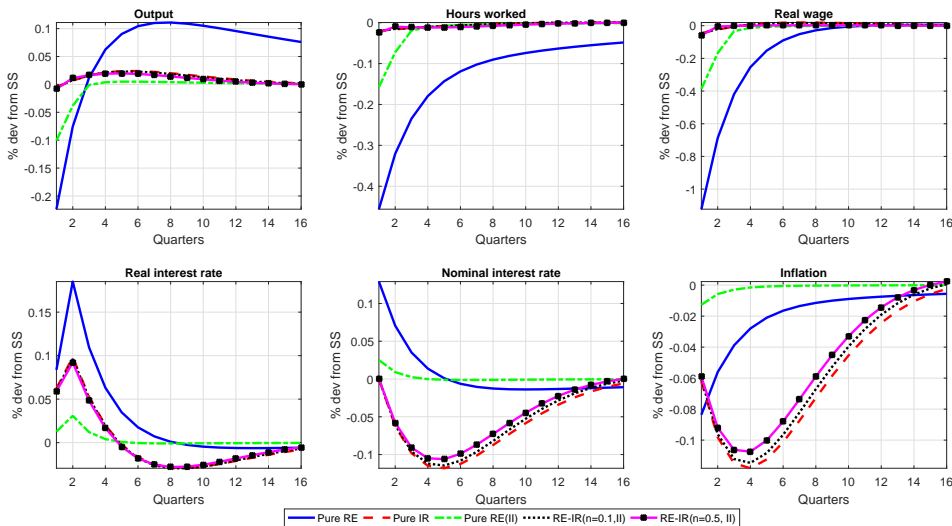 Output
Hours worked
Real wage
% dev from SS
0.1
0.05
0
-0.05
-0.1
-0.15
-0.2
2 4 6 8 10 12 14 16
Quarters
% dev from SS
0
-0.1
-0.2
-0.3
-0.4
2 4 6 8 10 12 14 16
Quarters
% dev from SS
0
-0.2
-0.4
-0.6
-0.8
-1
2 4 6 8 10 12 14 16
Quarters
Real interest rate
Nominal interest rate
Inflation
% dev from SS
0.15
0.1
0.05
0
2 4 6 8 10 12 14 16
Quarters
% dev from SS
0.1
0.05
0
-0.05
-0.1
2 4 6 8 10 12 14 16
Quarters
% dev from SS
0
-0.02
-0.04
-0.06
-0.08
-0.1
2 4 6 8 10 12 14 16
Quarters
Pure RE Pure IR Pure RE(II) RE-IR(n=0.1,II) RE-IR(n=0.5, II)